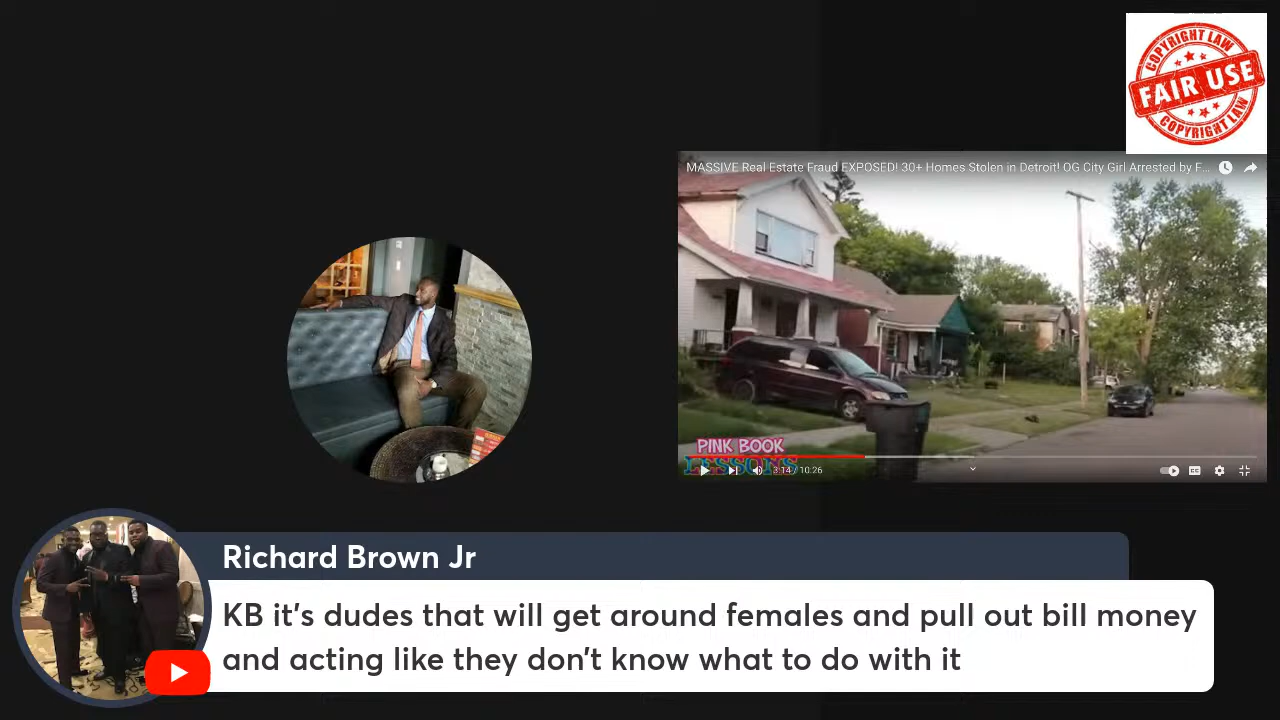 COPYRIGHT LAW
FAIR USE
COPYRIGHT LAW
MASSIVE Real Estate Fraud EXPOSED! 30+ Homes Stolen in Detroit! OG City Girl Arrested by F...
PINK BOOK
LESSONS
3:14 / 10:26
CC
Richard Brown Jr
KB it's dudes that will get around females and pull out bill money
and acting like they don't know what to do with it